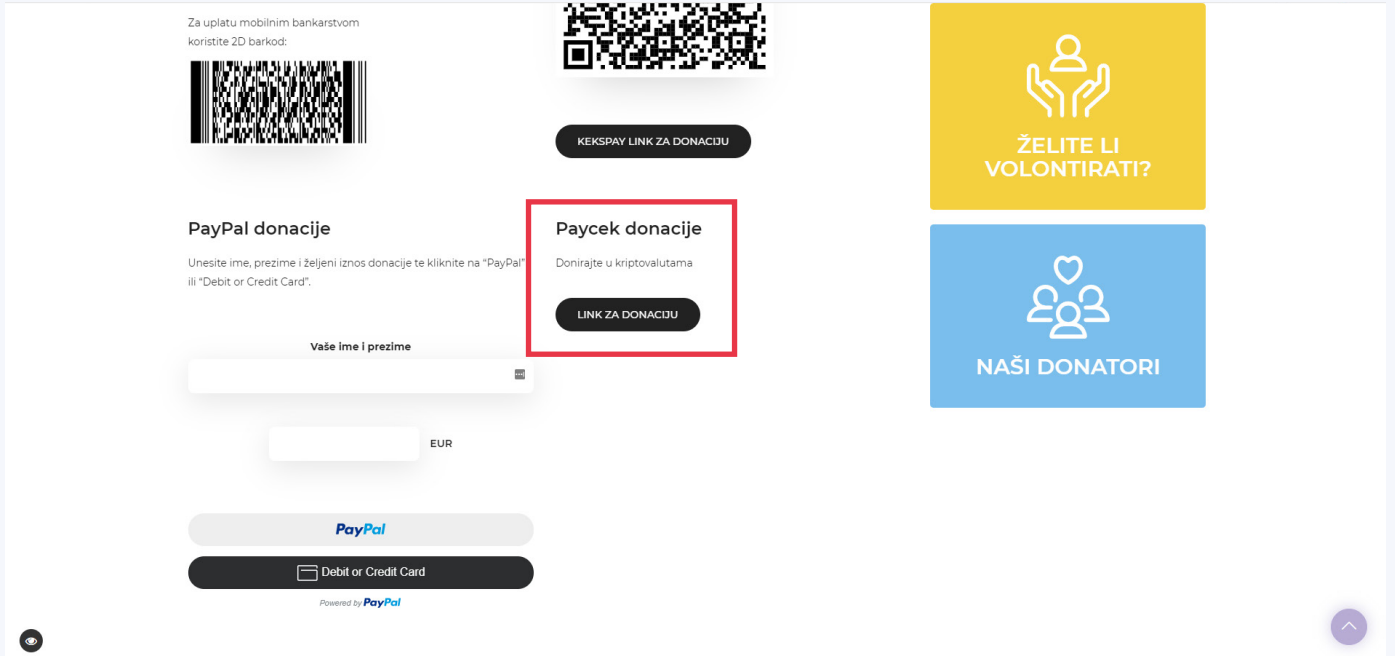 Za uplatu mobilnim bankarstvom
koristite 2D barkod:
KEKSPAY LINK ZA DONACIJU
PayPal donacije
Unesite ime, prezime i željeni iznos donacije te kliknite na “PayPal”
ili “Debit or Credit Card”.
Vaše ime i prezime
EUR
PayPal
Debit or Credit Card
Powered by PayPal
Paycek donacije
Donirajte u kriptovalutama
LINK ZA DONACIJU
ŽELITE LI
VOLONTIRATI?
NAŠI DONATORI